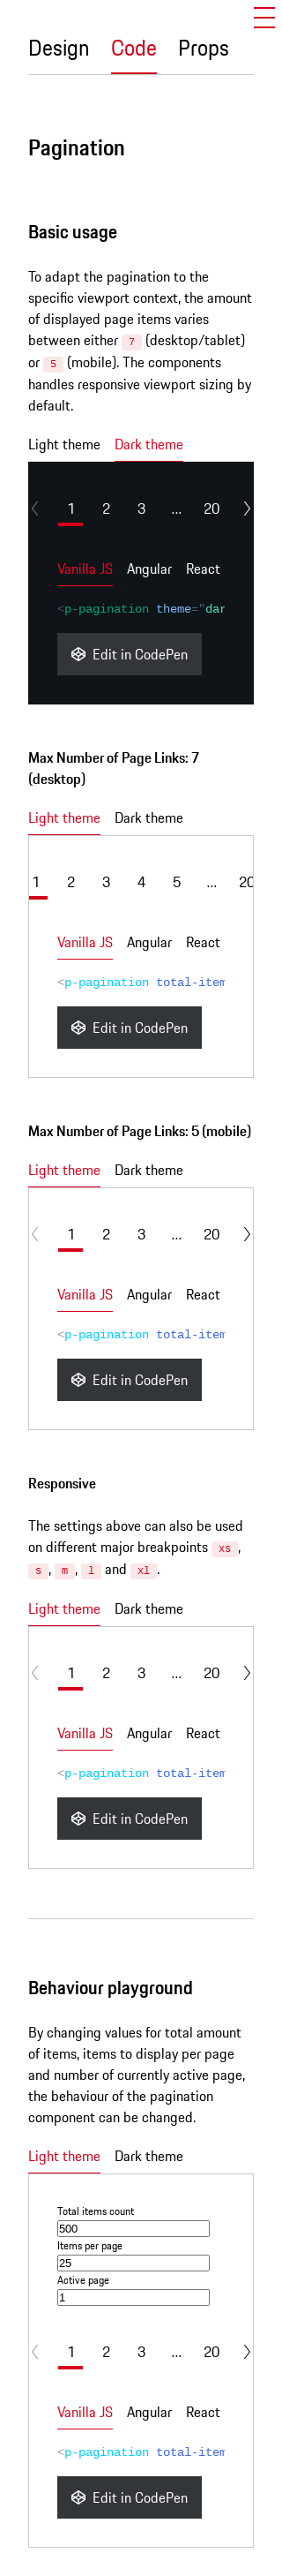 Design Code Props
Pagination
Basic usage
To adapt the pagination to the
specific viewport context, the amount
of displayed page items varies
between either 7 (desktop/tablet)
or 5 (mobile). The components
handles responsive viewport sizing by
default.
Light theme Dark theme
1 2 3 ... 20
Vanilla JS Angular React
<p-pagination theme="dar
Edit in CodePen
Max Number of Page Links: 7
(desktop)
Light theme Dark theme
1 2 3 4 5 ... 20
Vanilla JS Angular React
<p-pagination total-item
Edit in CodePen
Max Number of Page Links: 5 (mobile)
Light theme Dark theme
1 2 3 ... 20
Vanilla JS Angular React
<p-pagination total-item
Edit in CodePen
Responsive
The settings above can also be used
on different major breakpoints xs,
s, m, l and xl.
Light theme Dark theme
1 2 3 ... 20
Vanilla JS Angular React
<p-pagination total-item
Edit in CodePen
Behaviour playground
By changing values for total amount
of items, items to display per page
and number of currently active page,
the behaviour of the pagination
component can be changed.
Light theme Dark theme
Total items count
500
Items per page
25
Active page
1
1 2 3 ... 20
Vanilla JS Angular React
<p-pagination total-item
Edit in CodePen